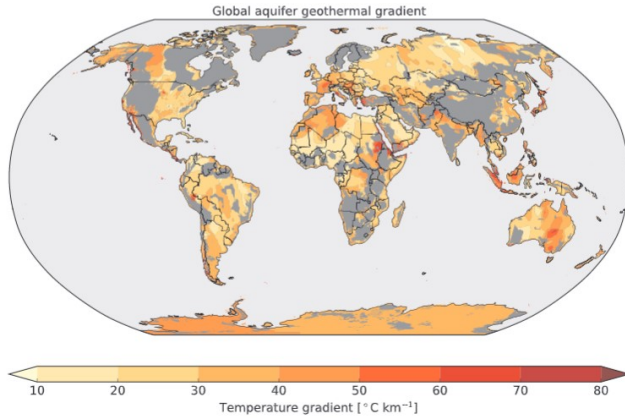 Global aquifer geothermal gradient
10 20 30 40 50 60 70 80
Temperature gradient [°C km⁻¹]